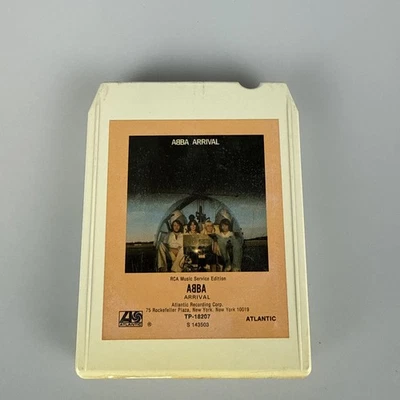 ABBA ARRIVAL
RCA Music Service Edition
ABBA
ARRIVAL
Atlantic Recording Corp.
75 Rockefeller Plaza, New York, New York 10019
TP-18207
ATLANTIC ® ATLANTIC
S 143503